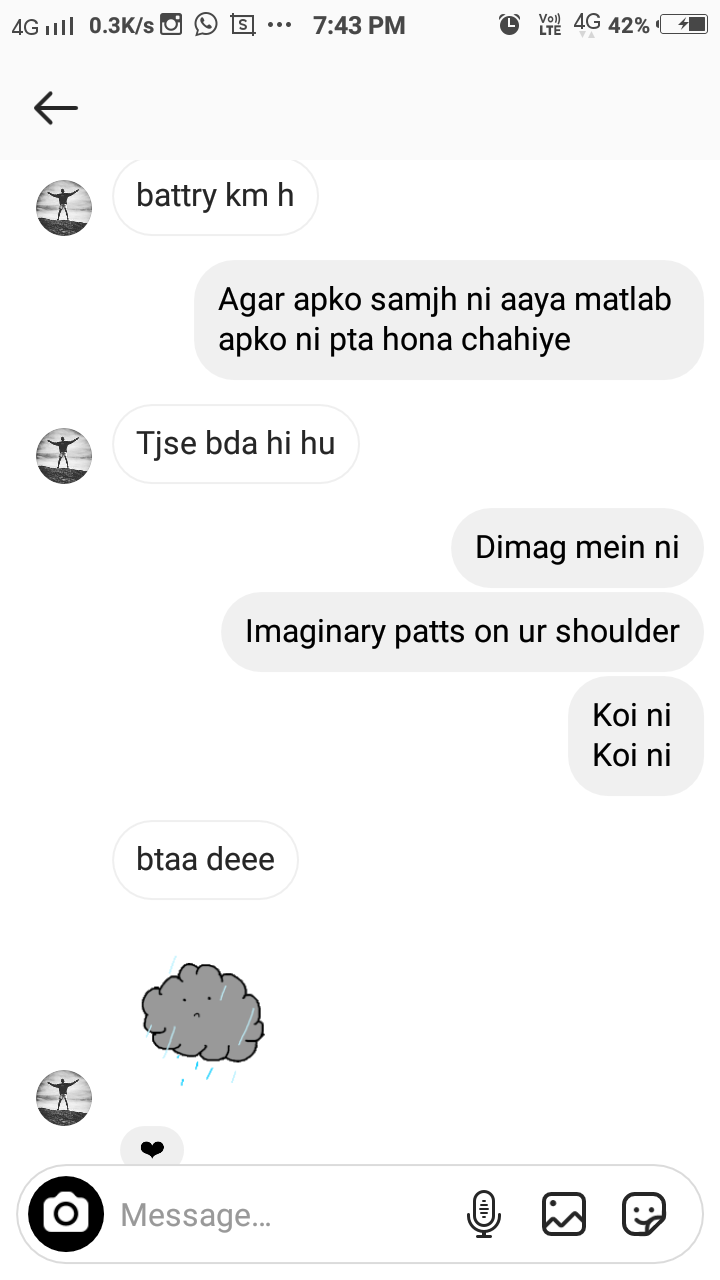 4G 0.3K/s S ... 7:43 PM Vo)) LTE 4G 42%
battry km h
Agar apko samjh ni aaya matlab
apko ni pta hona chahiye
Tjse bda hi hu
Dimag mein ni
Imaginary patts on ur shoulder
Koi ni
Koi ni
btaa deee
Message...